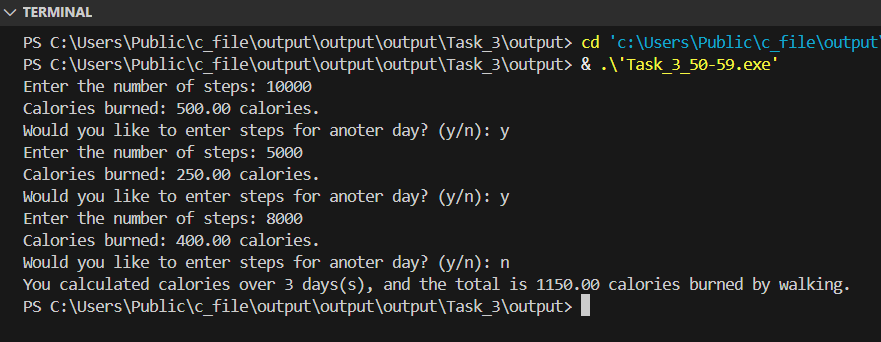 TERMINAL
PS C:\Users\Public\c_file\output\output\output\Task_3\output> cd 'c:\Users\Public\c_file\output\
PS C:\Users\Public\c_file\output\output\output\Task_3\output> & .\'Task_3_50-59.exe'
Enter the number of steps: 10000
Calories burned: 500.00 calories.
Would you like to enter steps for anoter day? (y/n): y
Enter the number of steps: 5000
Calories burned: 250.00 calories.
Would you like to enter steps for anoter day? (y/n): y
Enter the number of steps: 8000
Calories burned: 400.00 calories.
Would you like to enter steps for anoter day? (y/n): n
You calculated calories over 3 days(s), and the total is 1150.00 calories burned by walking.
PS C:\Users\Public\c_file\output\output\output\Task_3\output>